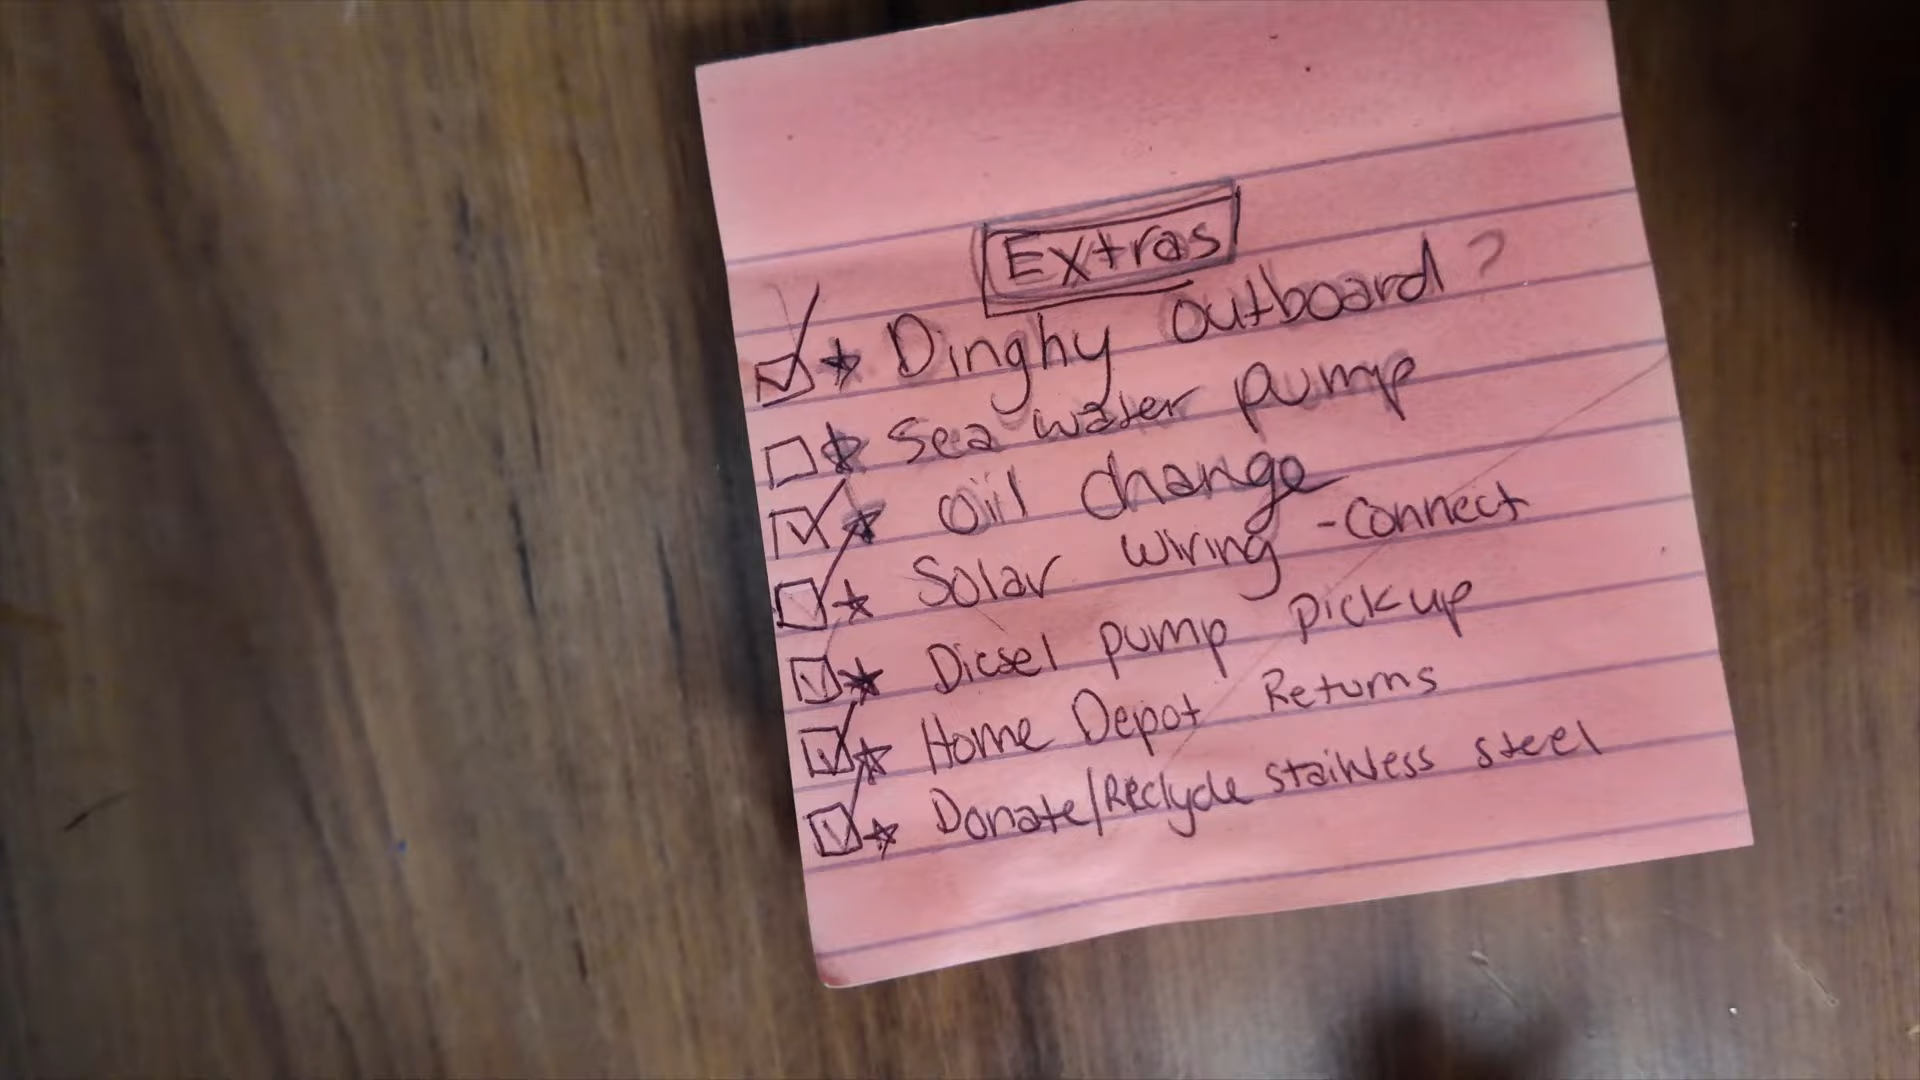 Extras
Dinghy outboard?
Sea water pump
Oil change
Solar wiring - connect
Diesel pump pickup
Home Depot Returns
Donate/Reclycle stainless steel